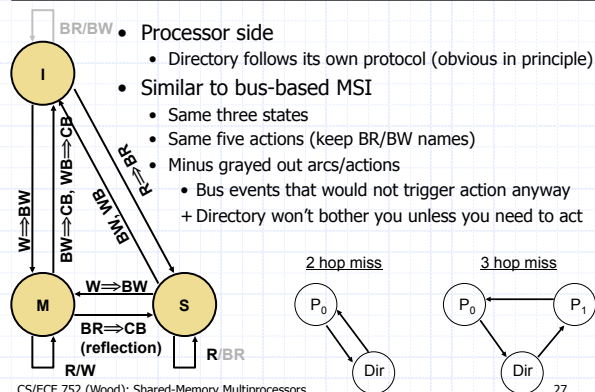 BR/BW
I
W⇒BW
BW⇒CB, WB⇒CB
BW, WB
R⇒BR
M
S
W⇒BW
BR⇒CB
(reflection)
R/W
R/BR
• Processor side
• Directory follows its own protocol (obvious in principle)
• Similar to bus-based MSI
• Same three states
• Same five actions (keep BR/BW names)
• Minus grayed out arcs/actions
• Bus events that would not trigger action anyway
+ Directory won't bother you unless you need to act
2 hop miss
P0
Dir
3 hop miss
P0
P1
Dir
CS/ECE 752 (Wood): Shared-Memory Multiprocessors
27